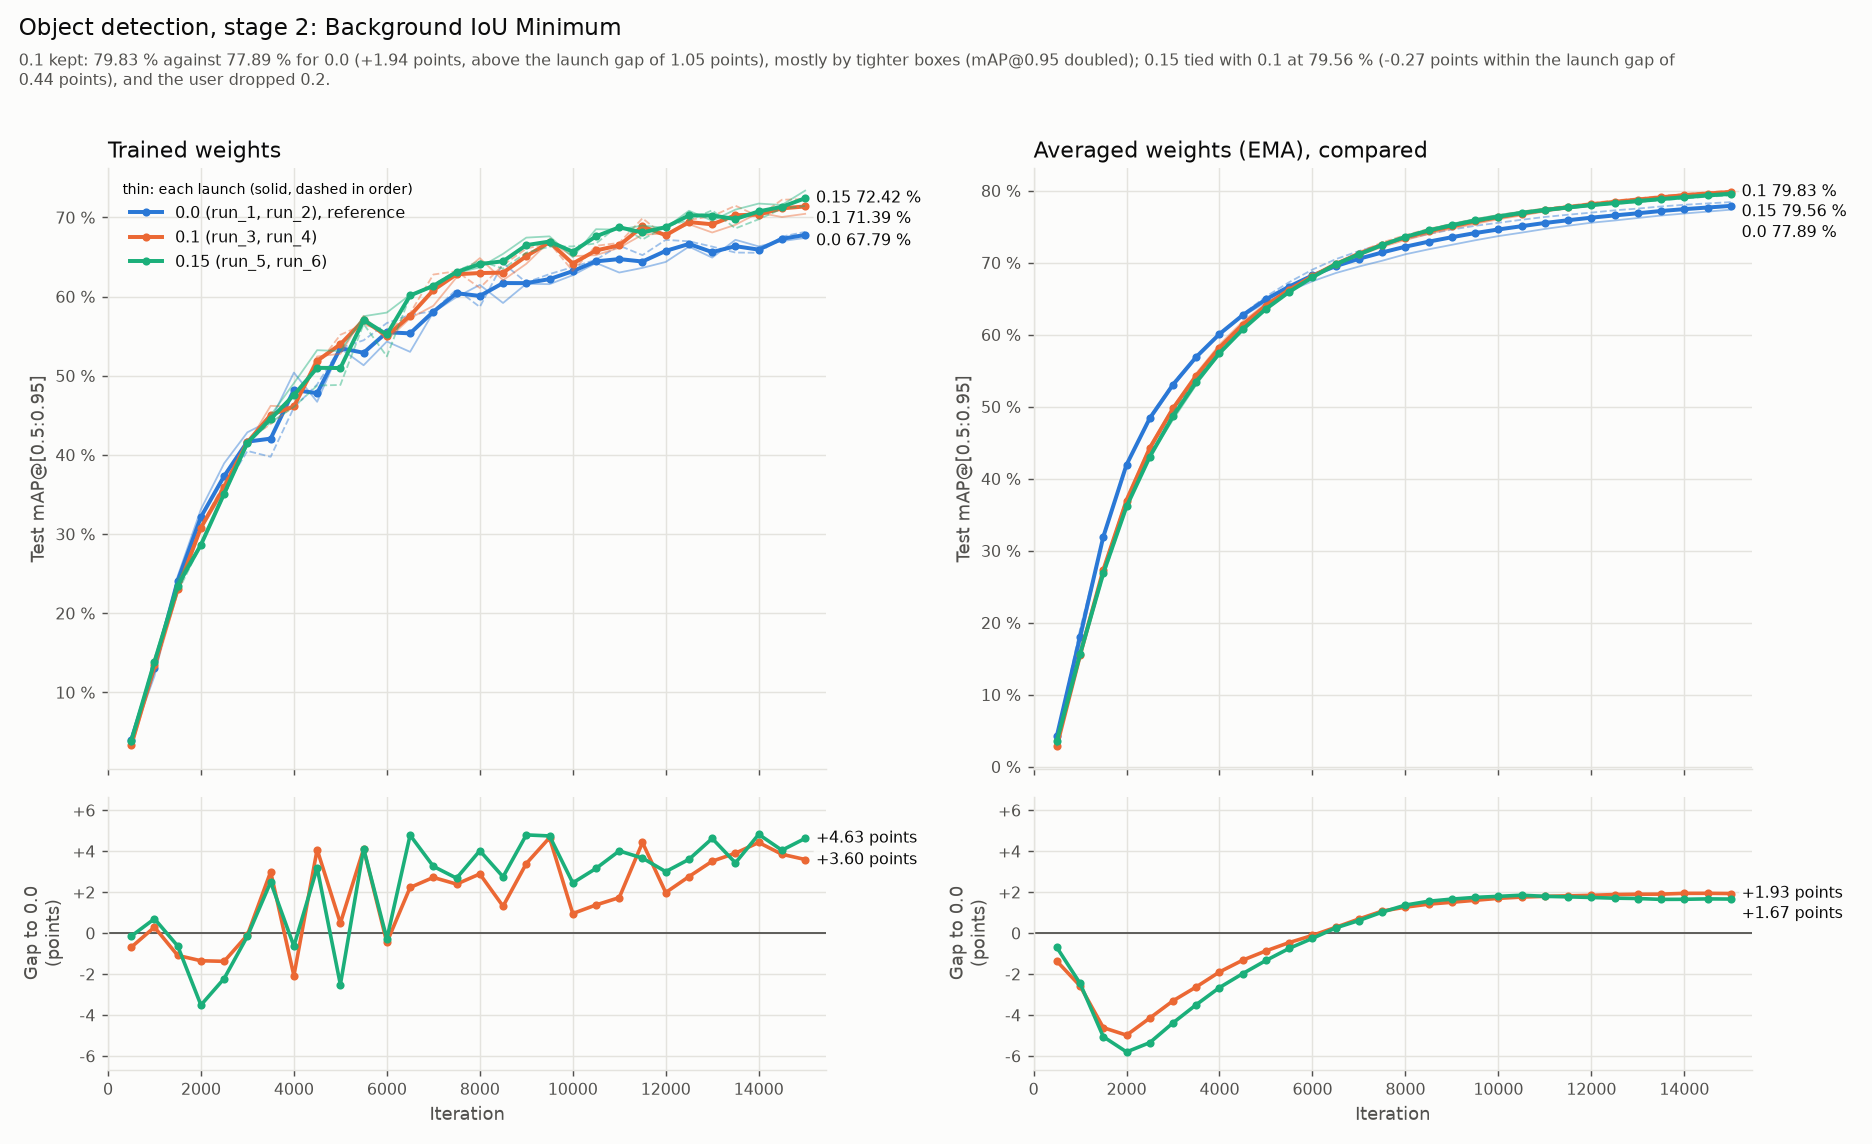 Object detection, stage 2: Background IoU Minimum
0.1 kept: 79.83 % against 77.89 % for 0.0 (+1.94 points, above the launch gap of 1.05 points), mostly by tighter boxes (mAP@0.95 doubled); 0.15 tied with 0.1 at 79.56 % (-0.27 points within the launch gap of
0.44 points), and the user dropped 0.2.
Trained weights
thin: each launch (solid, dashed in order)
0.0 (run_1, run_2), reference
0.1 (run_3, run_4)
0.15 (run_5, run_6)
0.15 72.42 %
0.1 71.39 %
0.0 67.79 %
70 %
60 %
50 %
40 %
30 %
20 %
10 %
Test mAP@[0.5:0.95]
Averaged weights (EMA), compared
0.1 79.83 %
0.15 79.56 %
0.0 77.89 %
80 %
70 %
60 %
50 %
40 %
30 %
20 %
10 %
0 %
Test mAP@[0.5:0.95]
+6
+4
+2
0
-2
-4
-6
Gap to 0.0
(points)
+4.63 points
+3.60 points
0 2000 4000 6000 8000 10000 12000 14000
Iteration
+6
+4
+2
0
-2
-4
-6
Gap to 0.0
(points)
+1.93 points
+1.67 points
0 2000 4000 6000 8000 10000 12000 14000
Iteration